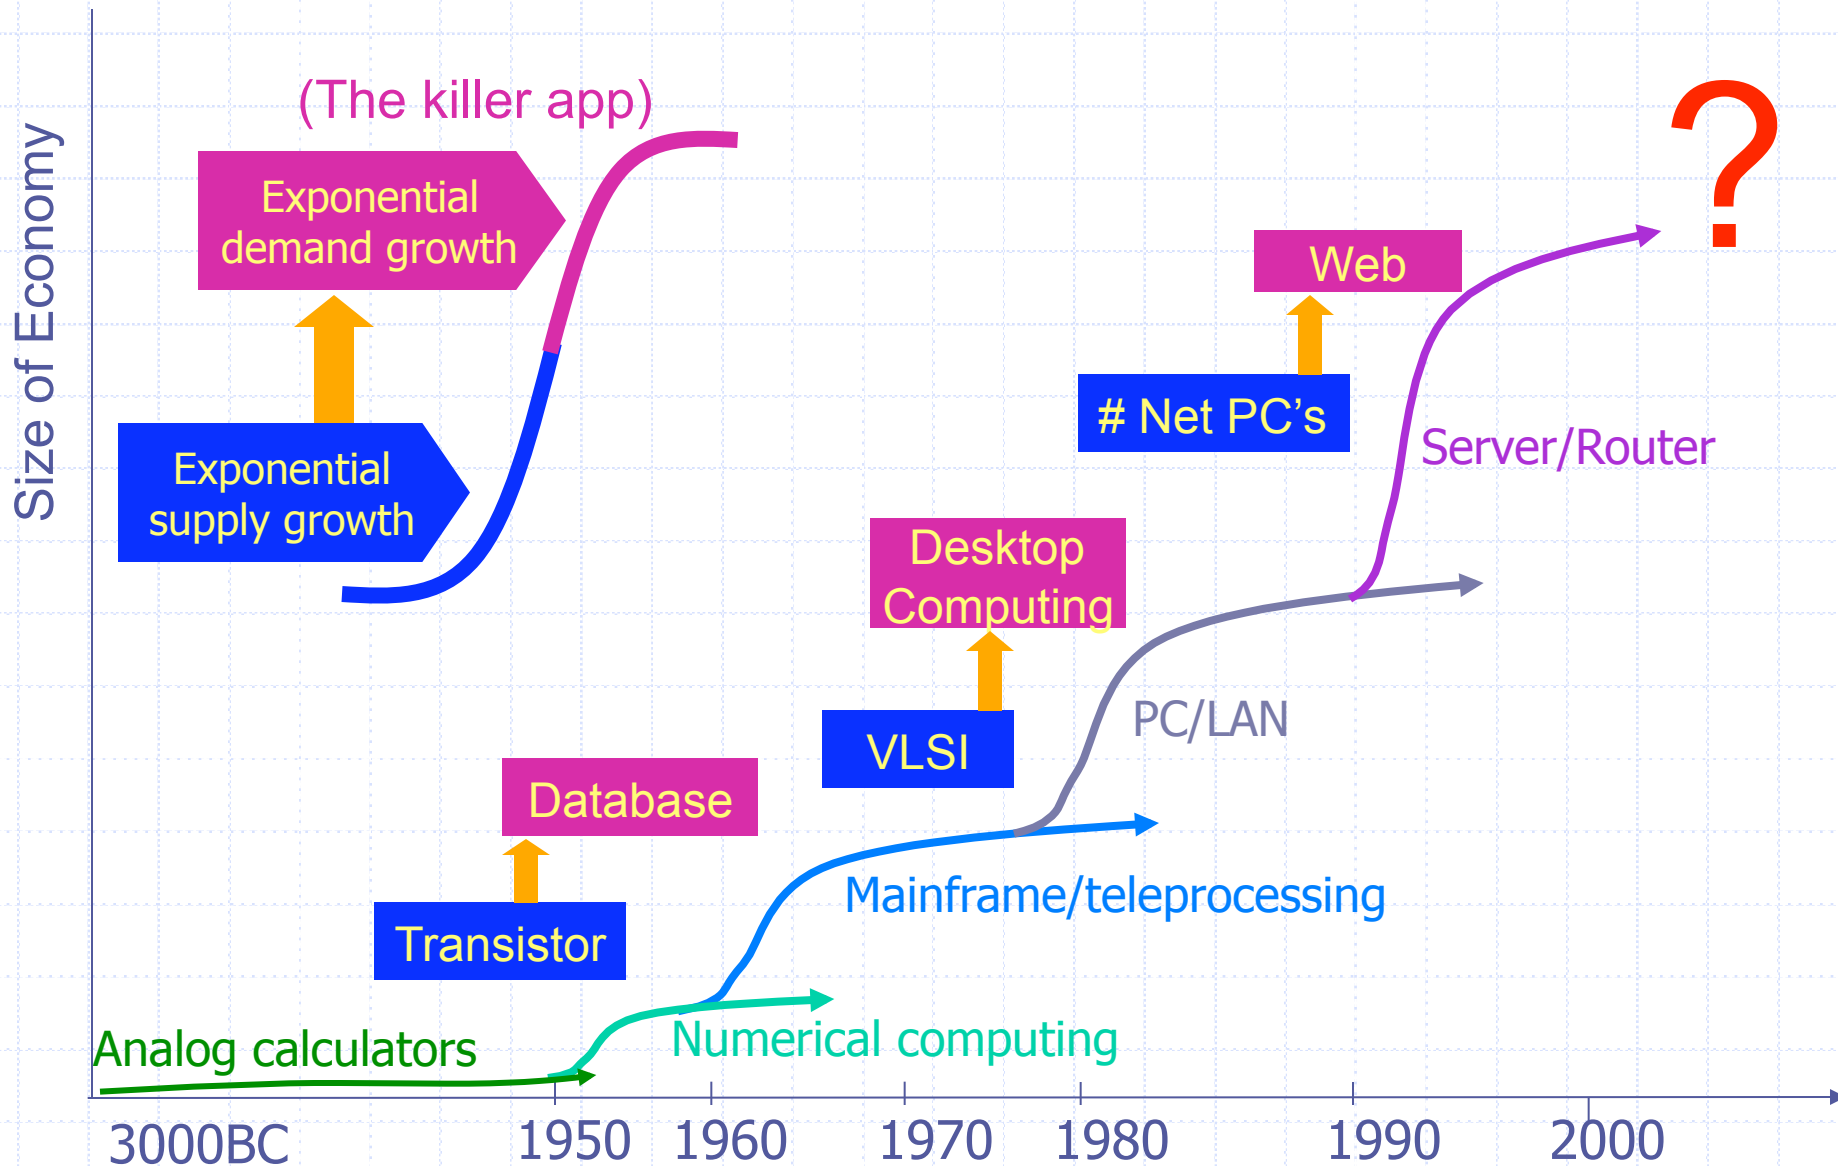 Size of Economy
(The killer app)
Exponential
demand growth
Exponential
supply growth
?
Web
# Net PC’s
Server/Router
Desktop
Computing
VLSI
PC/LAN
Database
Transistor
Mainframe/teleprocessing
Analog calculators
Numerical computing
3000BC 1950 1960 1970 1980 1990 2000